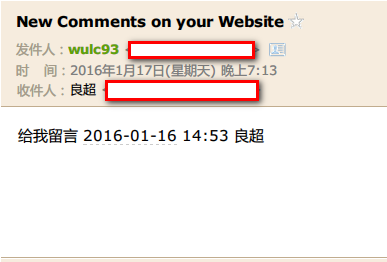 New Comments on your Website
发件人：wulc93
时　间：2016年1月17日(星期天) 晚上7:13
收件人：良超
给我留言 2016-01-16 14:53 良超